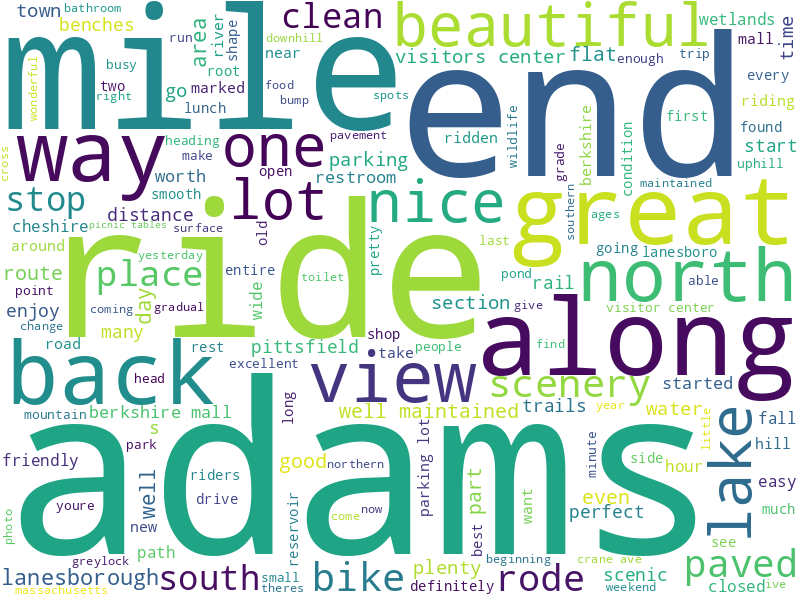 town
bathroom
benches
run
busy
two
right
wonderful
mile
area
river
shape
root
go
marked
lunch
clean
downhill
near
food
bump
spots
beautiful
visitors center
flat
enough
wetlands
mall
trip
time
every
riding
first
found
start
uphill
end
way
cross
heading
make
worth
smooth
one
open
pavement
parking
restroom
ridden
wildlife
grade
southern
berkshire
condition
maintained
ages
stop
distance
cheshire
picnic tables
surface
lot
old
nice
great
around
yesterday
route
point
place
day
coming
gradual
many
enjoy
change
road
ride
entire
wide
toilet
pretty
last
section
pond
rail
give
going
lanesboro
able
north
visitor center
find
along
back
head
rest
excellent
shop
pittsfield
take
people
view
scenery
started
mountain
berkshire mall
s
park
long
well maintained
trails
year
water
little
fall
hill
lake
friendly
youre
photo
well
riders
drive
new
path
good
northern
adams
come
now
reservoir
parking lot
want
part
best
minute
side
hour
even
perfect
easy
much
see
paved
greylock
lanesborough
massachusetts
south
small
theres
bike
plenty
definitely
beginning
rode
crane ave
scenic
weekend
closed
ive